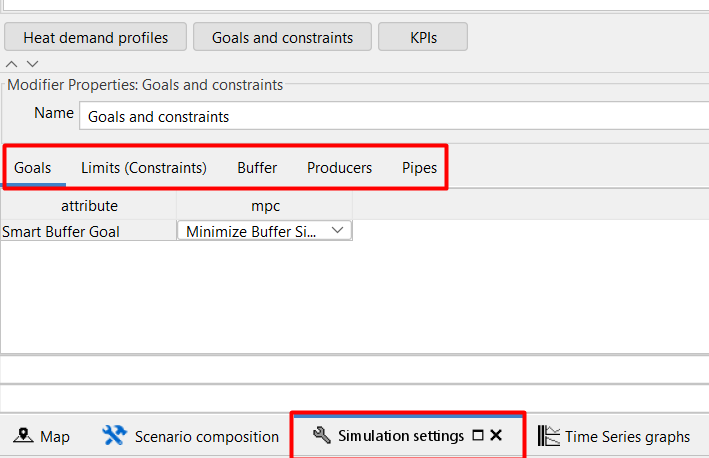 Heat demand profiles Goals and constraints KPIs
Modifier Properties: Goals and constraints
Name Goals and constraints
Goals Limits (Constraints) Buffer Producers Pipes
attribute mpc
Smart Buffer Goal Minimize Buffer Si...
Map Scenario composition Simulation settings Time Series graphs